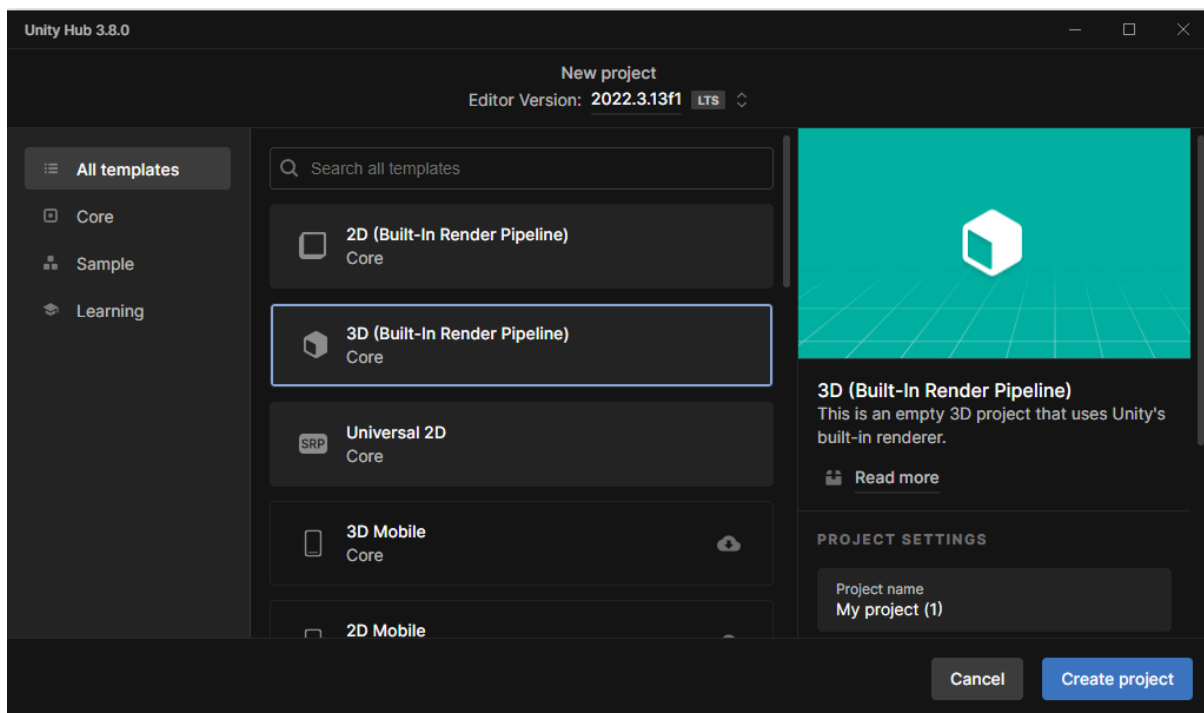 Unity Hub 3.8.0
New project
Editor Version: 2022.3.13f1 LTS
All templates
Core
Sample
Learning
Search all templates
2D (Built-In Render Pipeline)
Core
3D (Built-In Render Pipeline)
Core
SRP
Universal 2D
Core
3D Mobile
Core
2D Mobile
3D (Built-In Render Pipeline)
This is an empty 3D project that uses Unity's
built-in renderer.
Read more
PROJECT SETTINGS
Project name
My project (1)
Cancel
Create project